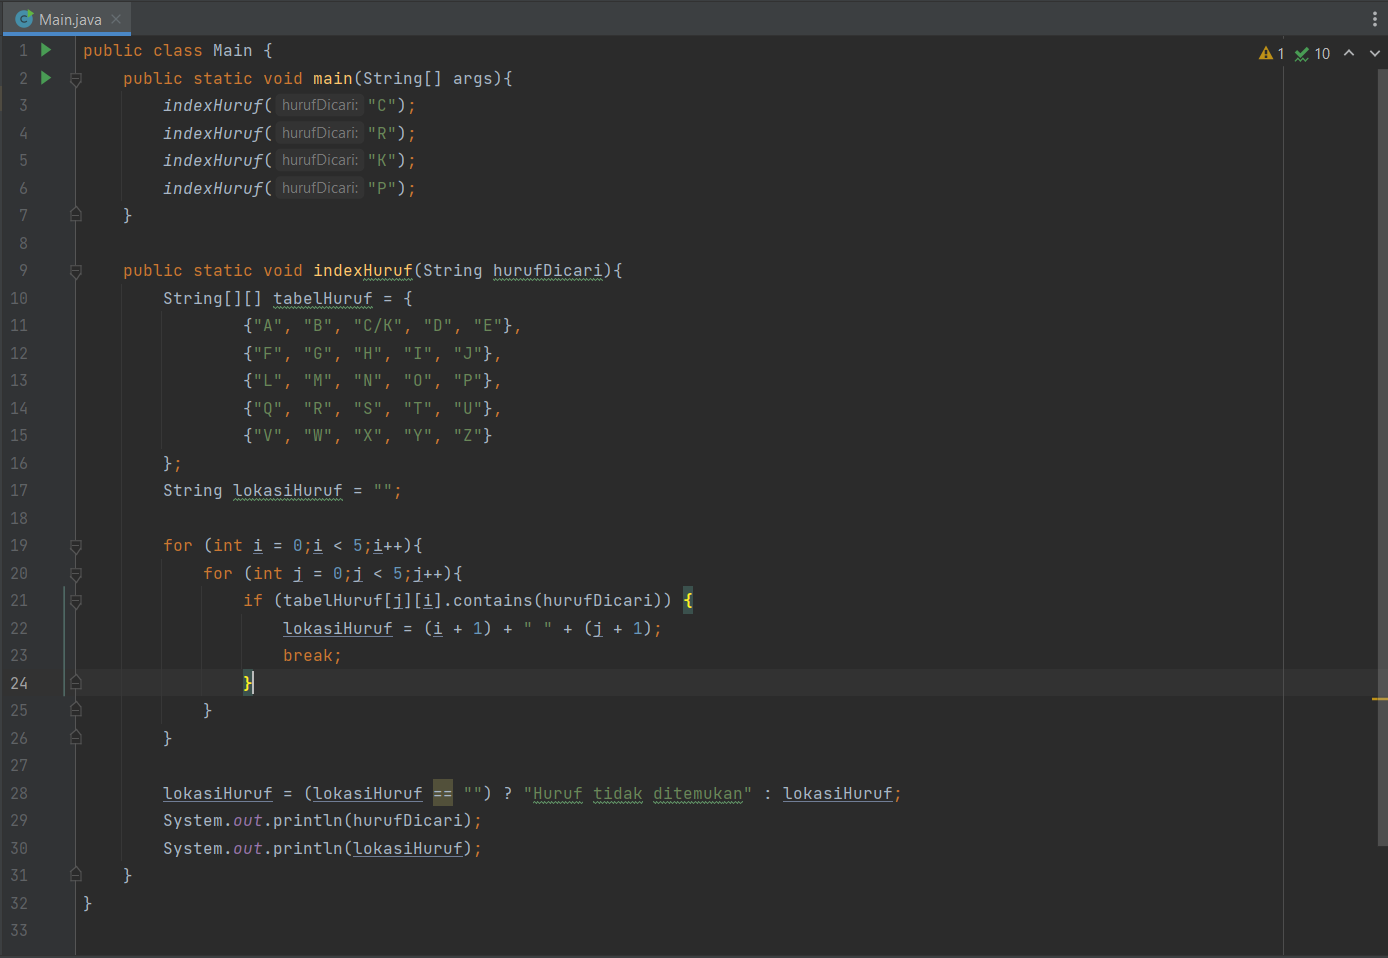 Main.java
1 public class Main {
2     public static void main(String[] args){
3         indexHuruf( hurufDicari: "C");
4         indexHuruf( hurufDicari: "R");
5         indexHuruf( hurufDicari: "K");
6         indexHuruf( hurufDicari: "P");
7     }
8
9     public static void indexHuruf(String hurufDicari){
10         String[][] tabelHuruf = {
11                 {"A", "B", "C/K", "D", "E"},
12                 {"F", "G", "H", "I", "J"},
13                 {"L", "M", "N", "O", "P"},
14                 {"Q", "R", "S", "T", "U"},
15                 {"V", "W", "X", "Y", "Z"}
16         };
17         String lokasiHuruf = "";
18
19         for (int i = 0;i < 5;i++){
20             for (int j = 0;j < 5;j++){
21                 if (tabelHuruf[j][i].contains(hurufDicari)) {
22                     lokasiHuruf = (i + 1) + " " + (j + 1);
23                     break;
24                 }
25             }
26         }
27
28         lokasiHuruf = (lokasiHuruf == "") ? "Huruf tidak ditemukan" : lokasiHuruf;
29         System.out.println(hurufDicari);
30         System.out.println(lokasiHuruf);
31     }
32 }
33
1 10